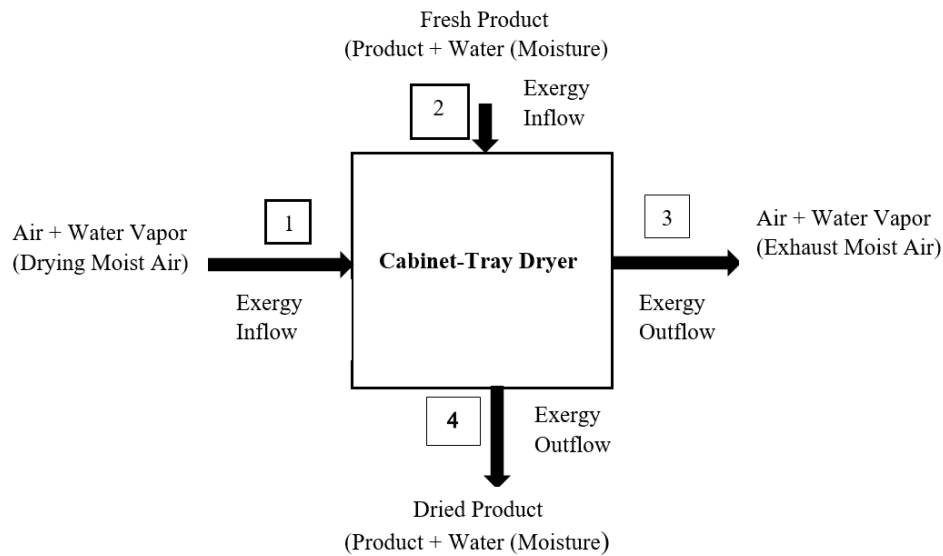 Fresh Product
(Product + Water (Moisture)
2
Exergy
Inflow
1
Air + Water Vapor
(Drying Moist Air)
Exergy
Inflow
Cabinet-Tray Dryer
3
Air + Water Vapor
(Exhaust Moist Air)
Exergy
Outflow
4
Exergy
Outflow
Dried Product
(Product + Water (Moisture)